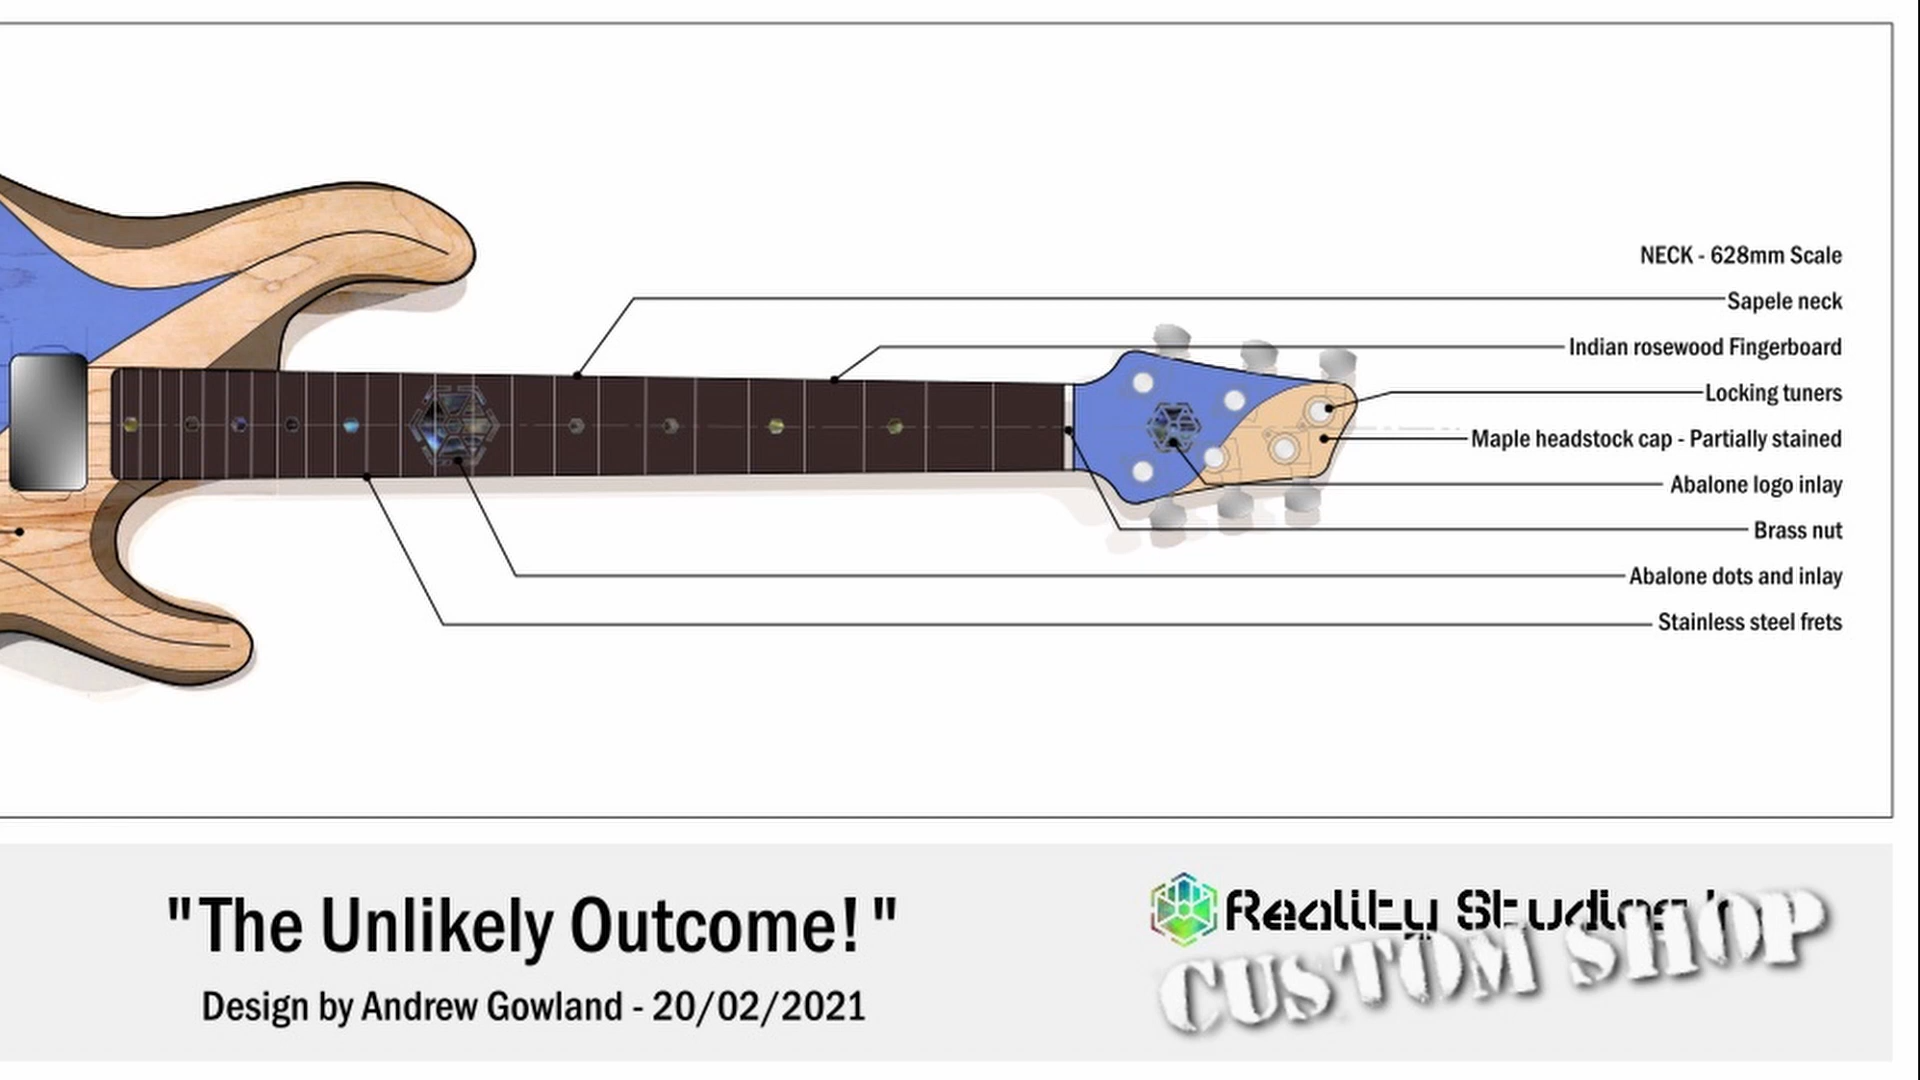 NECK - 628mm Scale
Sapele neck
Indian rosewood Fingerboard
Locking tuners
Maple headstock cap - Partially stained
Abalone logo inlay
Brass nut
Abalone dots and inlay
Stainless steel frets
"The Unlikely Outcome!"
Design by Andrew Gowland - 20/02/2021
Reality Studios
CUSTOM SHOP